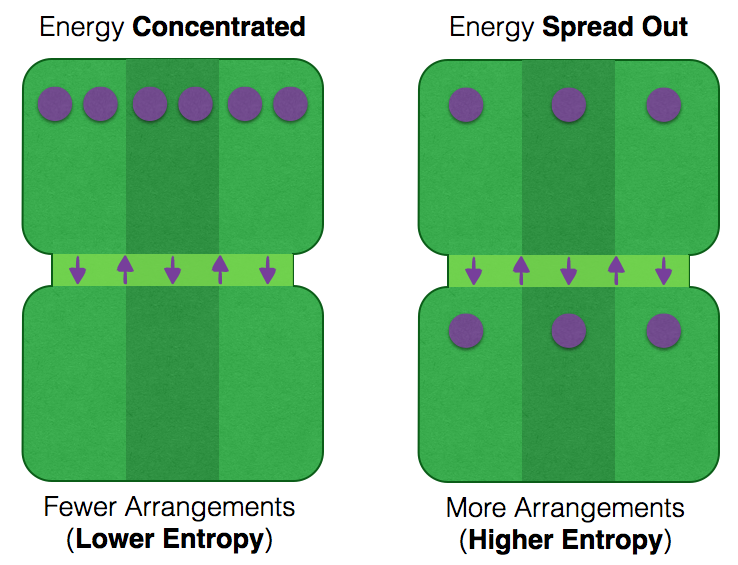 Energy Concentrated
Fewer Arrangements
(Lower Entropy)
Energy Spread Out
More Arrangements
(Higher Entropy)